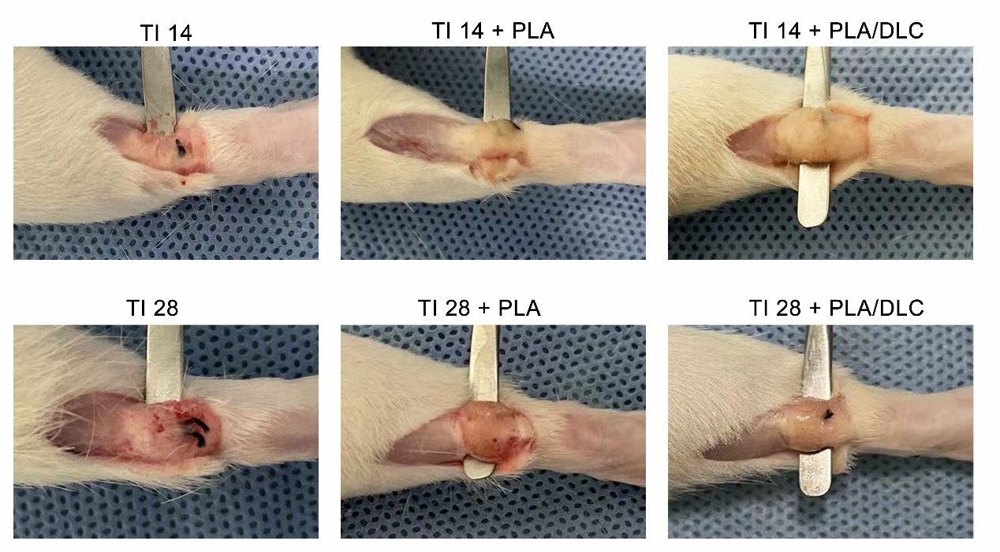 TI 14
TI 14 + PLA
TI 14 + PLA/DLC
TI 28
TI 28 + PLA
TI 28 + PLA/DLC